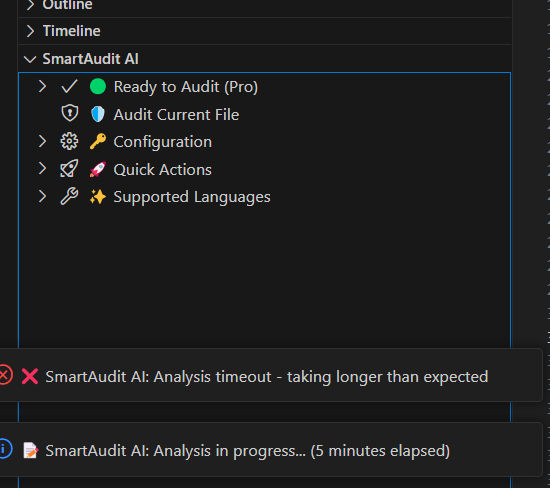 Outline
Timeline
SmartAudit AI
Ready to Audit (Pro)
Audit Current File
Configuration
Quick Actions
Supported Languages
SmartAudit AI: Analysis timeout - taking longer than expected
SmartAudit AI: Analysis in progress... (5 minutes elapsed)